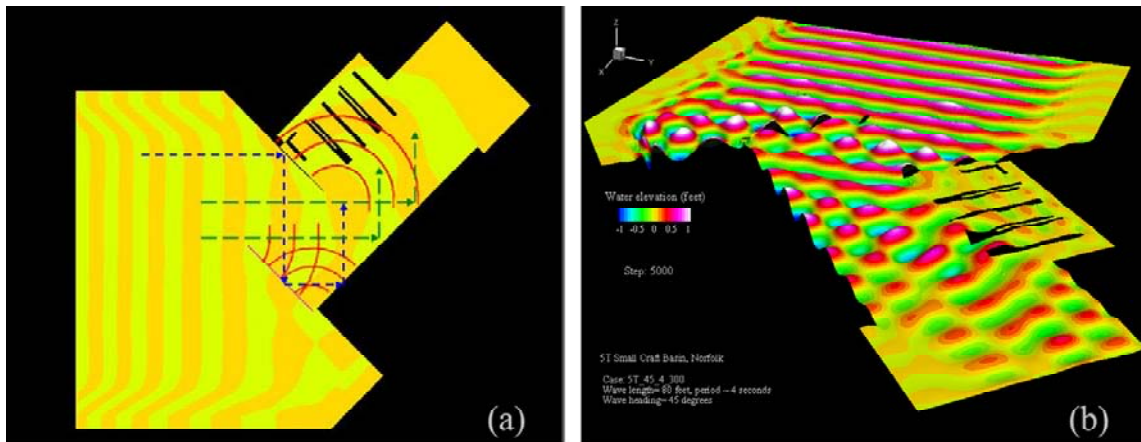 (a)
Z
X
Y
Water elevation (feet)
-1 -0.5 0 0.5 1
Step: 5000
5T Small Craft Basin, Norfolk
Case: 5T_45_4_300
Wave length= 80 feet, period = 4 seconds
Wave heading= 45 degrees
(b)